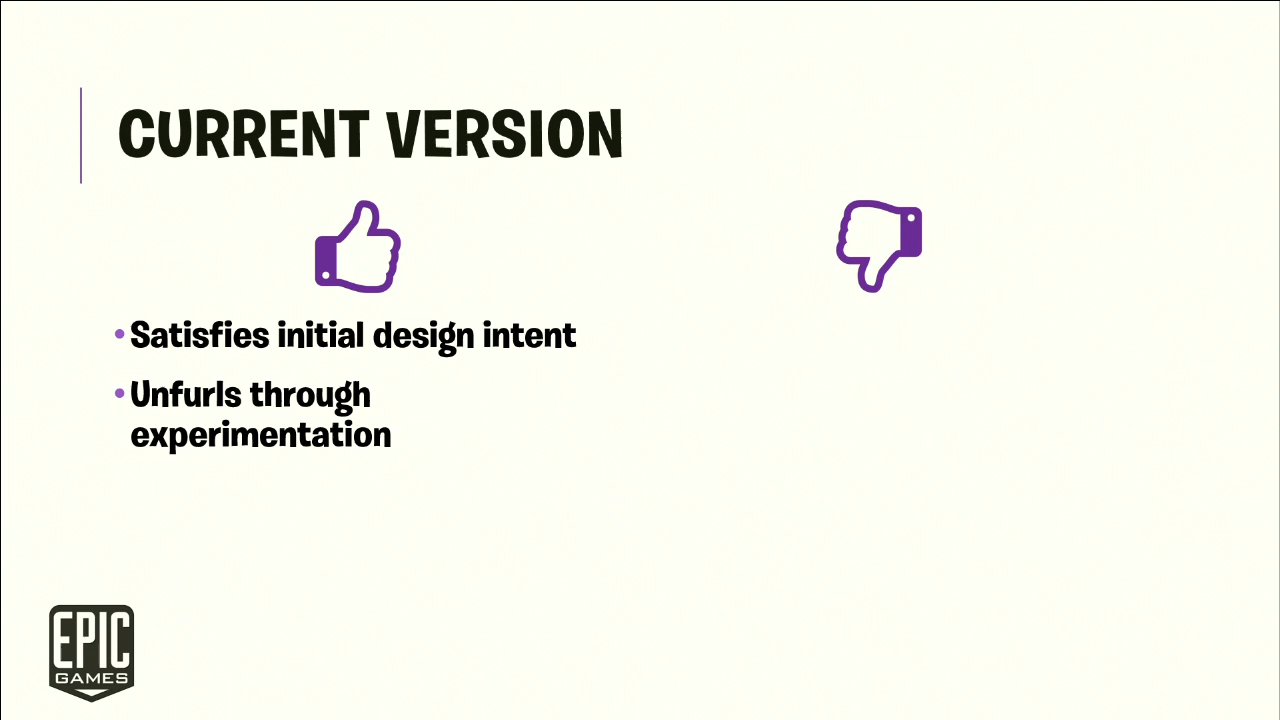 CURRENT VERSION
• Satisfies initial design intent
• Unfurls through
experimentation
EPIC
GAMES